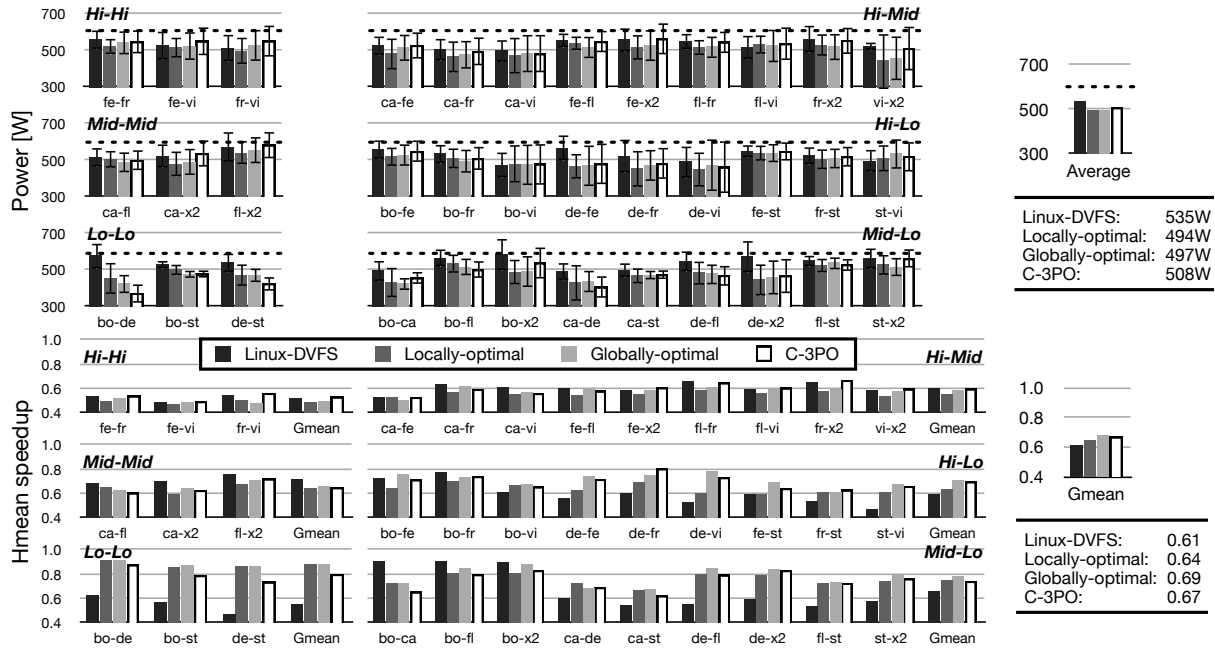 Power [W]
700 Hi-Hi Hi-Mid
500
300
fe-fr fe-vi fr-vi ca-fe ca-fr ca-vi fe-fl fe-x2 fl-fr fl-vi fr-x2 vi-x2
700 Mid-Mid Hi-Lo
500
300
ca-fl ca-x2 fl-x2 bo-fe bo-fr bo-vi de-fe de-fr de-vi fe-st fr-st st-vi
700 Lo-Lo Mid-Lo
500
300
bo-de bo-st de-st bo-ca bo-fl bo-x2 ca-de ca-st de-fl de-x2 fl-st st-x2
700
500
300
Average
Linux-DVFS: 535W
Locally-optimal: 494W
Globally-optimal: 497W
C-3PO: 508W
Hmean speedup
Linux-DVFS Locally-optimal Globally-optimal C-3PO
1.0
Hi-Hi Hi-Mid
0.8
0.6
0.4
fe-fr fe-vi fr-vi Gmean ca-fe ca-fr ca-vi fe-fl fe-x2 fl-fr fl-vi fr-x2 vi-x2 Gmean
1.0
Mid-Mid Hi-Lo
0.8
0.6
0.4
ca-fl ca-x2 fl-x2 Gmean bo-fe bo-fr bo-vi de-fe de-fr de-vi fe-st fr-st st-vi Gmean
1.0 Lo-Lo Mid-Lo
0.8
0.6
0.4
bo-de bo-st de-st Gmean bo-ca bo-fl bo-x2 ca-de ca-st de-fl de-x2 fl-st st-x2 Gmean
1.0
0.8
0.6
0.4
Gmean
Linux-DVFS: 0.61
Locally-optimal: 0.64
Globally-optimal: 0.69
C-3PO: 0.67